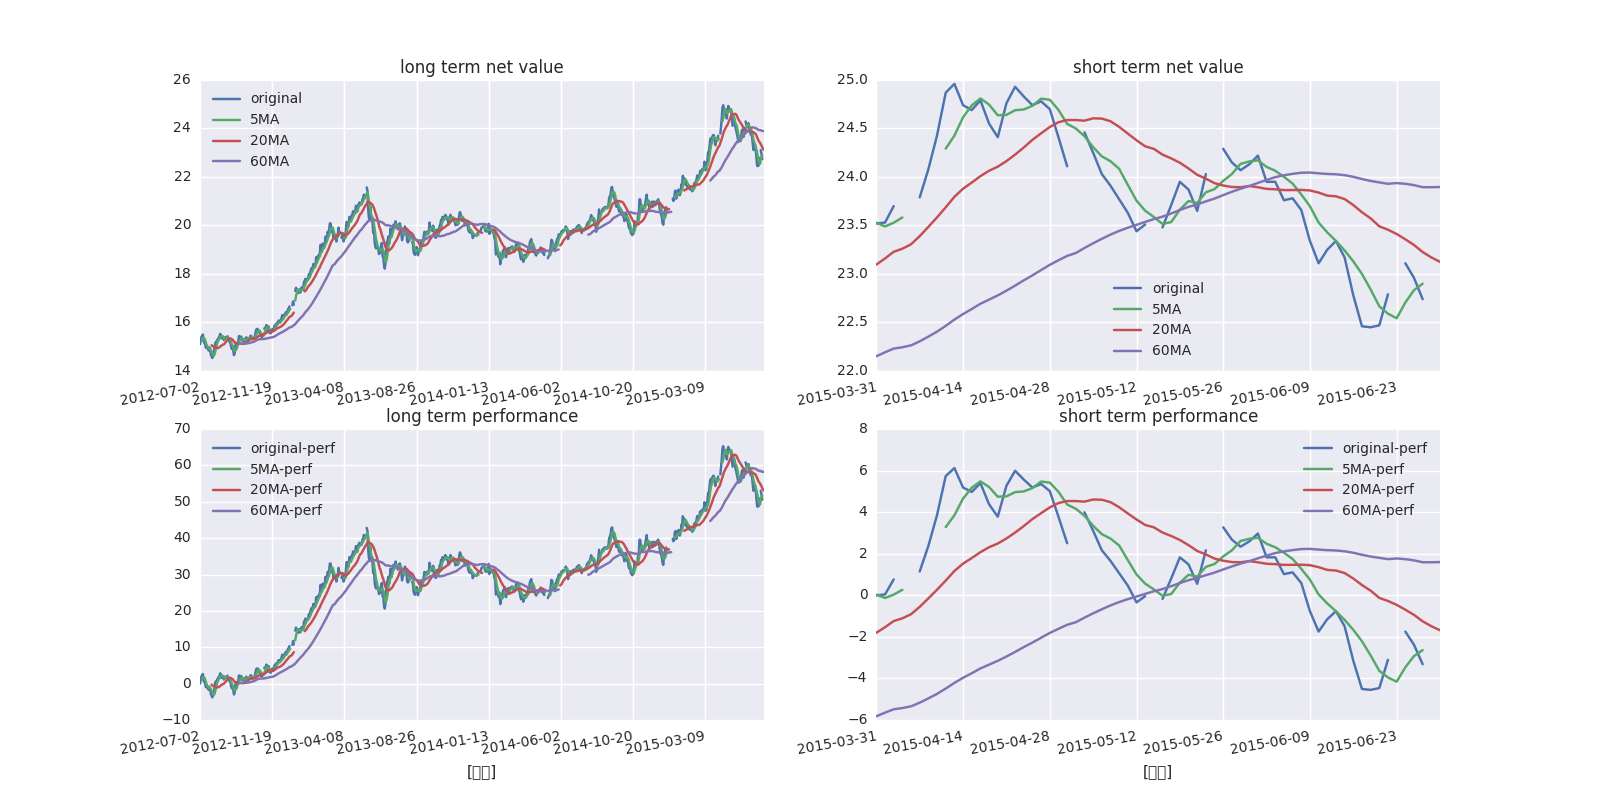 long term net value
26
24
22
20
18
16
14
original
5MA
20MA
60MA
2012-07-02 2012-11-19 2013-04-08 2013-08-26 2014-01-13 2014-06-02 2014-10-20 2015-03-09
short term net value
25.0
24.5
24.0
23.5
23.0
22.5
22.0
original
5MA
20MA
60MA
2015-03-31 2015-04-14 2015-04-28 2015-05-12 2015-05-26 2015-06-09 2015-06-23
long term performance
70
60
50
40
30
20
10
0
−10
original-perf
5MA-perf
20MA-perf
60MA-perf
2012-07-02 2012-11-19 2013-04-08 2013-08-26 2014-01-13 2014-06-02 2014-10-20 2015-03-09
short term performance
8
6
4
2
0
−2
−4
−6
original-perf
5MA-perf
20MA-perf
60MA-perf
2015-03-31 2015-04-14 2015-04-28 2015-05-12 2015-05-26 2015-06-09 2015-06-23